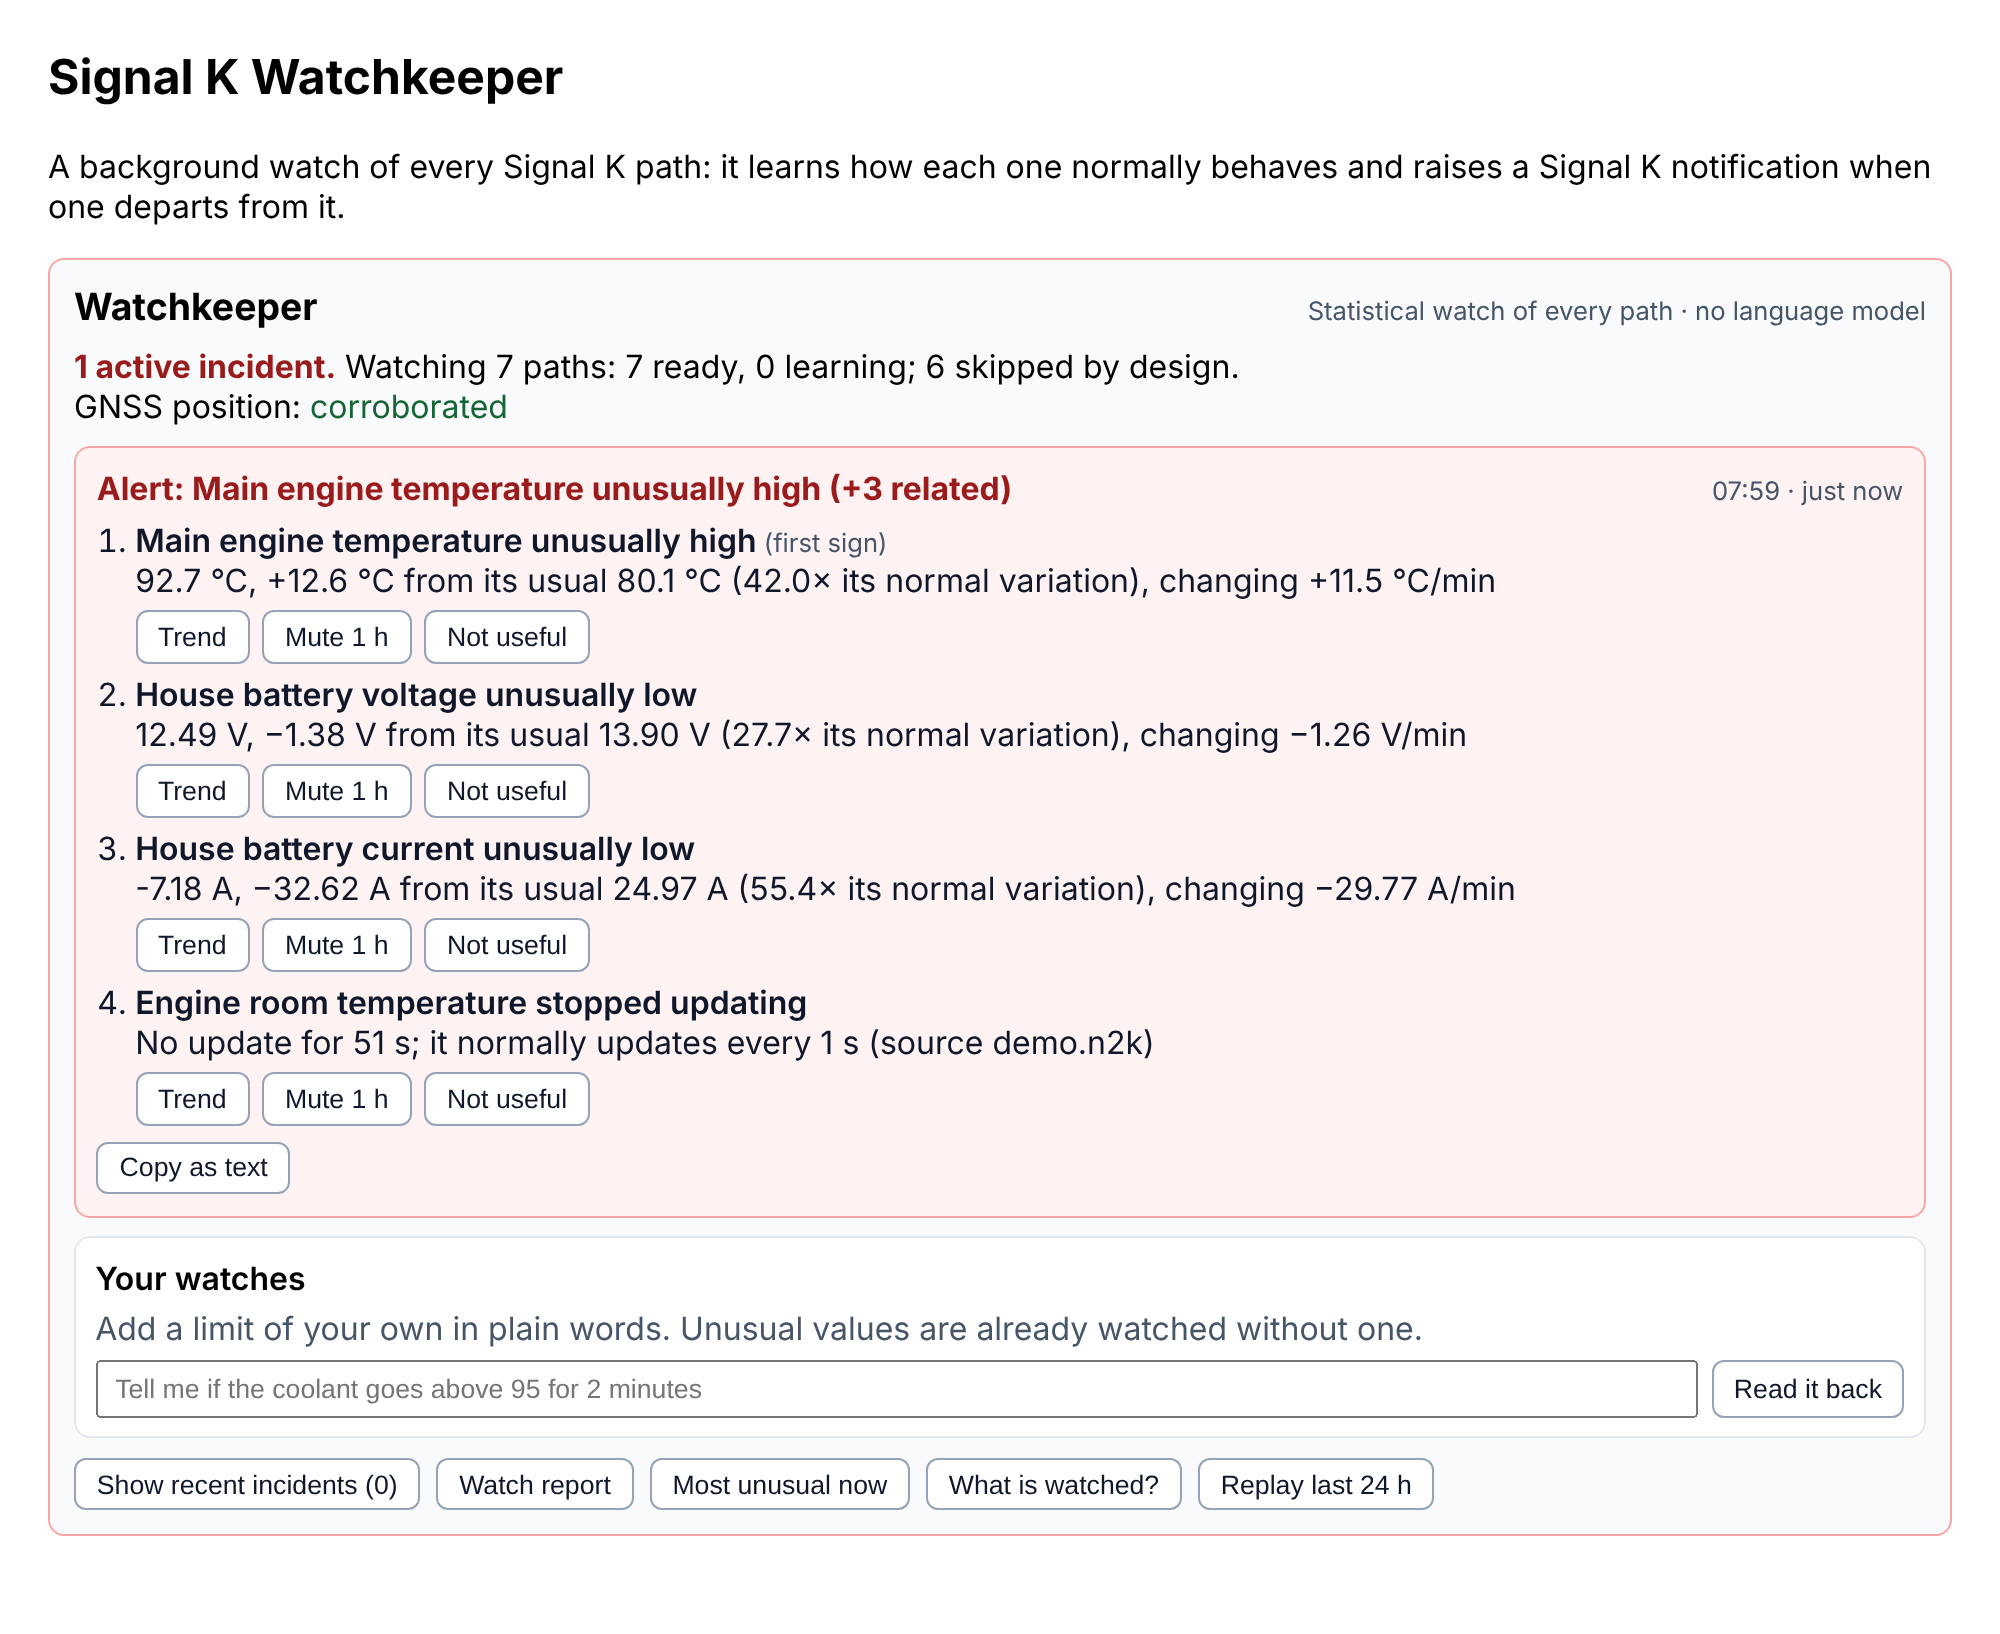 Signal K Watchkeeper
A background watch of every Signal K path: it learns how each one normally behaves and raises a Signal K notification when
one departs from it.
Watchkeeper
Statistical watch of every path · no language model
1 active incident. Watching 7 paths: 7 ready, 0 learning; 6 skipped by design.
GNSS position: corroborated
Alert: Main engine temperature unusually high (+3 related)
07:59 · just now
1. Main engine temperature unusually high (first sign)
92.7 °C, +12.6 °C from its usual 80.1 °C (42.0× its normal variation), changing +11.5 °C/min
Trend Mute 1 h Not useful
2. House battery voltage unusually low
12.49 V, −1.38 V from its usual 13.90 V (27.7× its normal variation), changing −1.26 V/min
Trend Mute 1 h Not useful
3. House battery current unusually low
-7.18 A, −32.62 A from its usual 24.97 A (55.4× its normal variation), changing −29.77 A/min
Trend Mute 1 h Not useful
4. Engine room temperature stopped updating
No update for 51 s; it normally updates every 1 s (source demo.n2k)
Trend Mute 1 h Not useful
Copy as text
Your watches
Add a limit of your own in plain words. Unusual values are already watched without one.
Tell me if the coolant goes above 95 for 2 minutes
Read it back
Show recent incidents (0) Watch report Most unusual now What is watched? Replay last 24 h